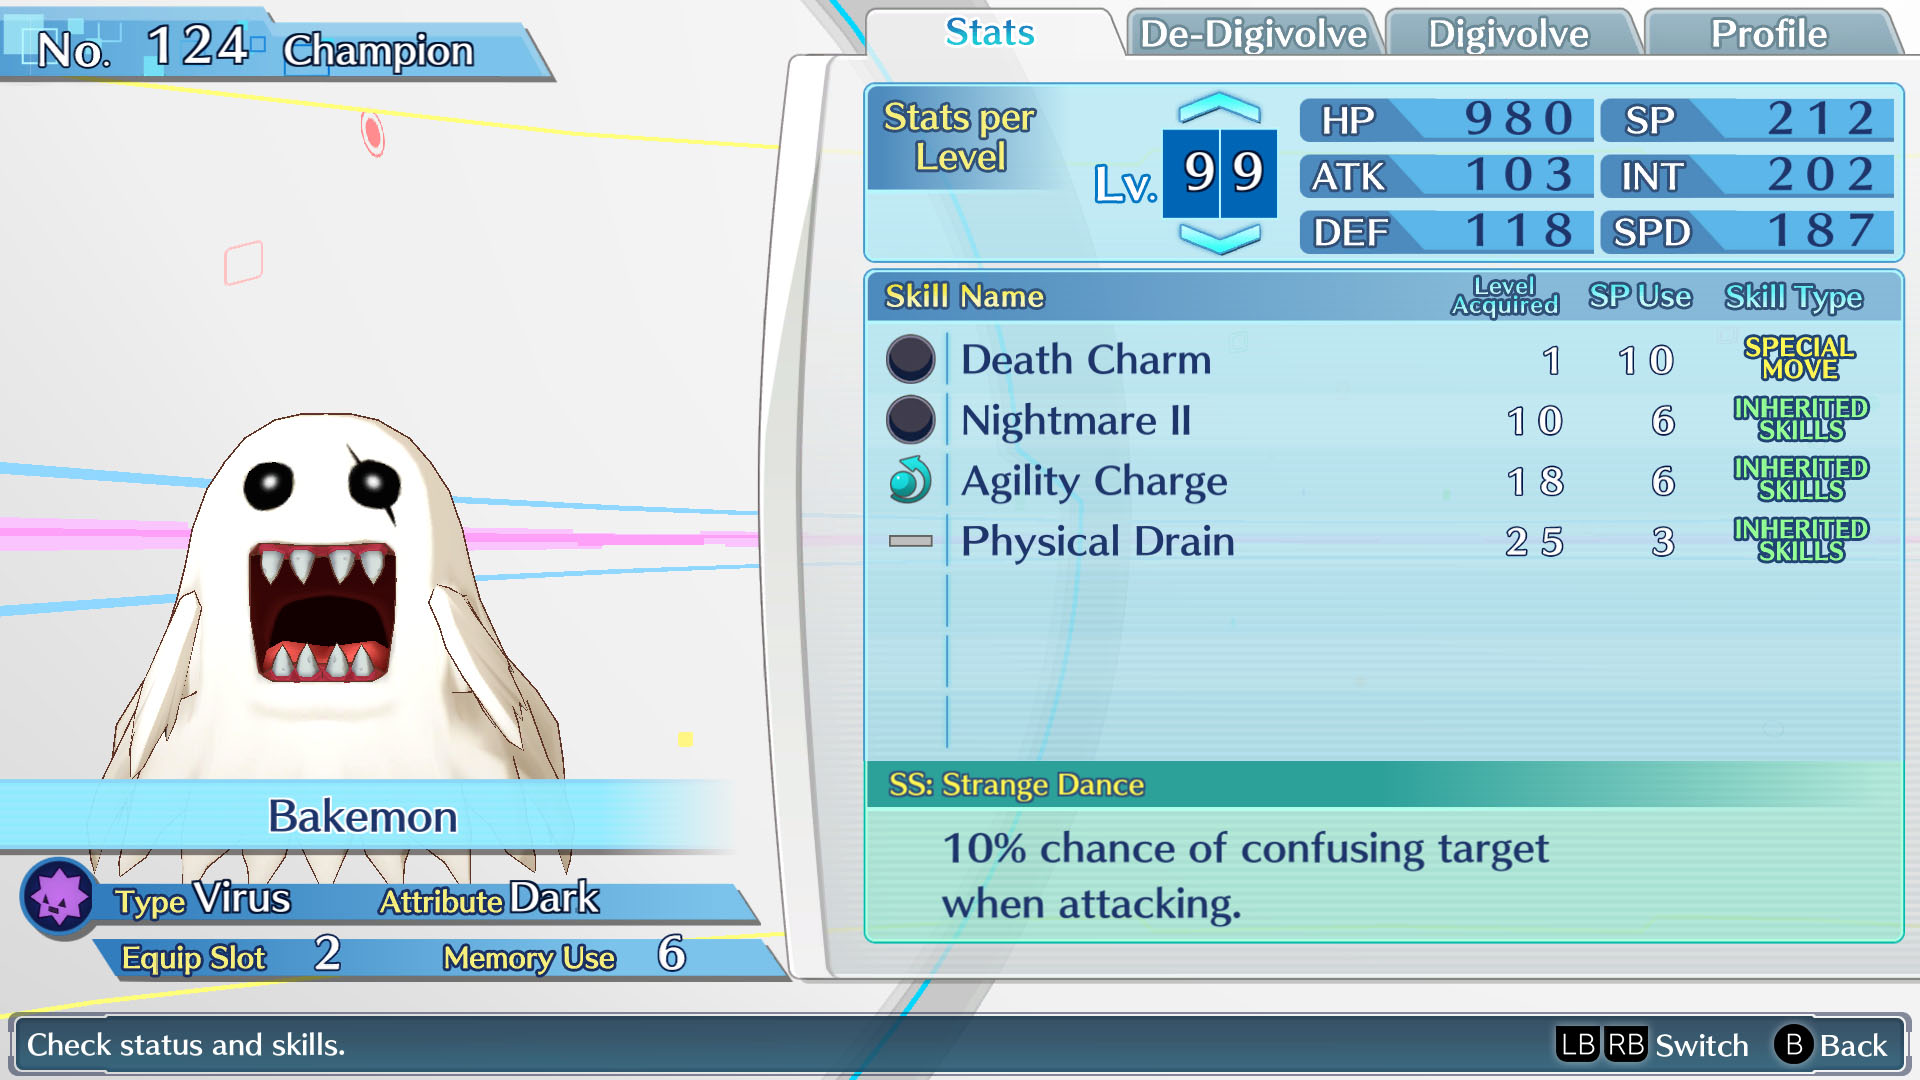 No. 124 Champion
Stats De-Digivolve Digivolve Profile
Stats per
Level
Lv. 99
HP 980 SP 212
ATK 103 INT 202
DEF 118 SPD 187
Skill Name Level Acquired SP Use Skill Type
Death Charm 1 10 SPECIAL MOVE
Nightmare II 10 6 INHERITED SKILLS
Agility Charge 18 6 INHERITED SKILLS
Physical Drain 25 3 INHERITED SKILLS
SS: Strange Dance
10% chance of confusing target
when attacking.
Bakemon
Type Virus Attribute Dark
Equip Slot 2 Memory Use 6
Check status and skills.
LB RB Switch B Back